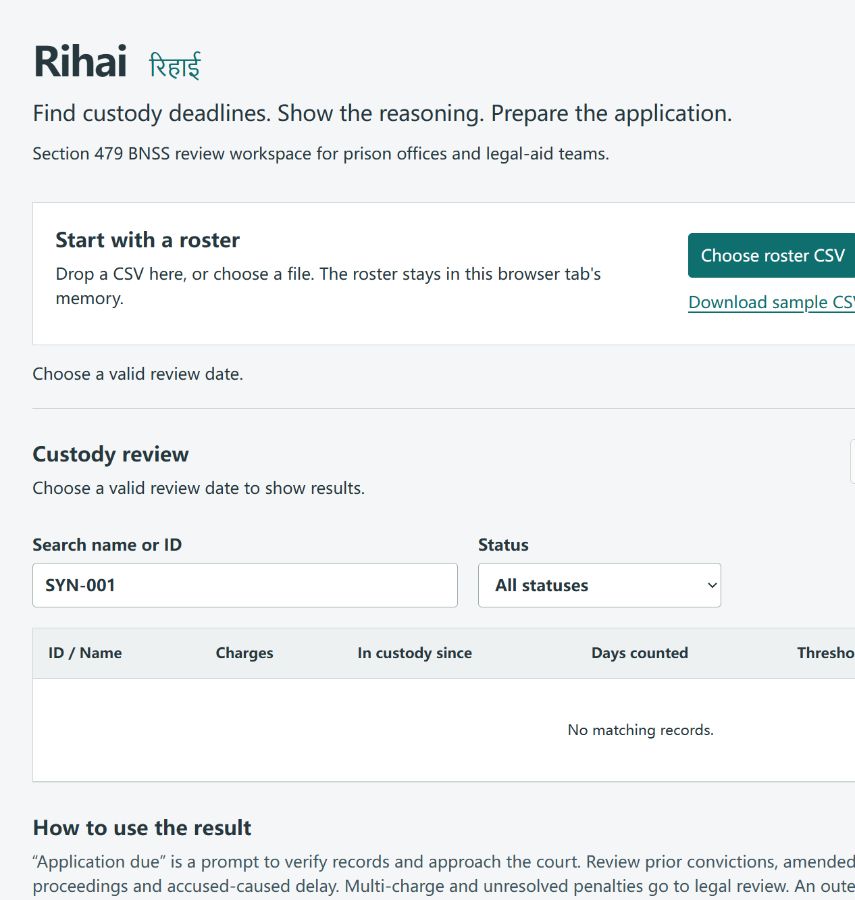 Rihai रिहाई
Find custody deadlines. Show the reasoning. Prepare the application.
Section 479 BNSS review workspace for prison offices and legal-aid teams.
Start with a roster
Drop a CSV here, or choose a file. The roster stays in this browser tab's
memory.
Choose roster CSV
Download sample CSV
Choose a valid review date.
Custody review
Choose a valid review date to show results.
Search name or ID
Status
SYN-001
All statuses
ID / Name Charges In custody since Days counted Thresho
No matching records.
How to use the result
“Application due” is a prompt to verify records and approach the court. Review prior convictions, amended
proceedings and accused-caused delay. Multi-charge and unresolved penalties go to legal review. An oute